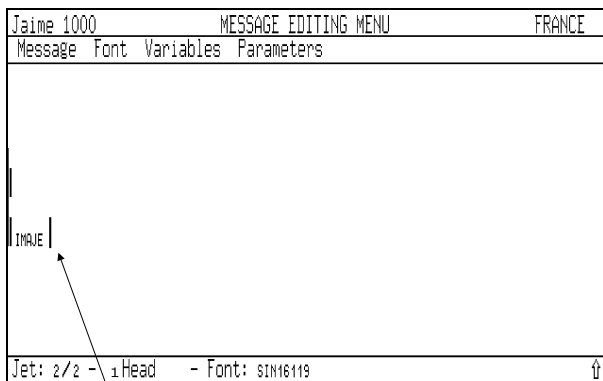 Jaime 1000 MESSAGE EDITING MENU FRANCE
Message Font Variables Parameters
IMAJE
Jet: 2/2 - 1 Head - Font: SIN16119